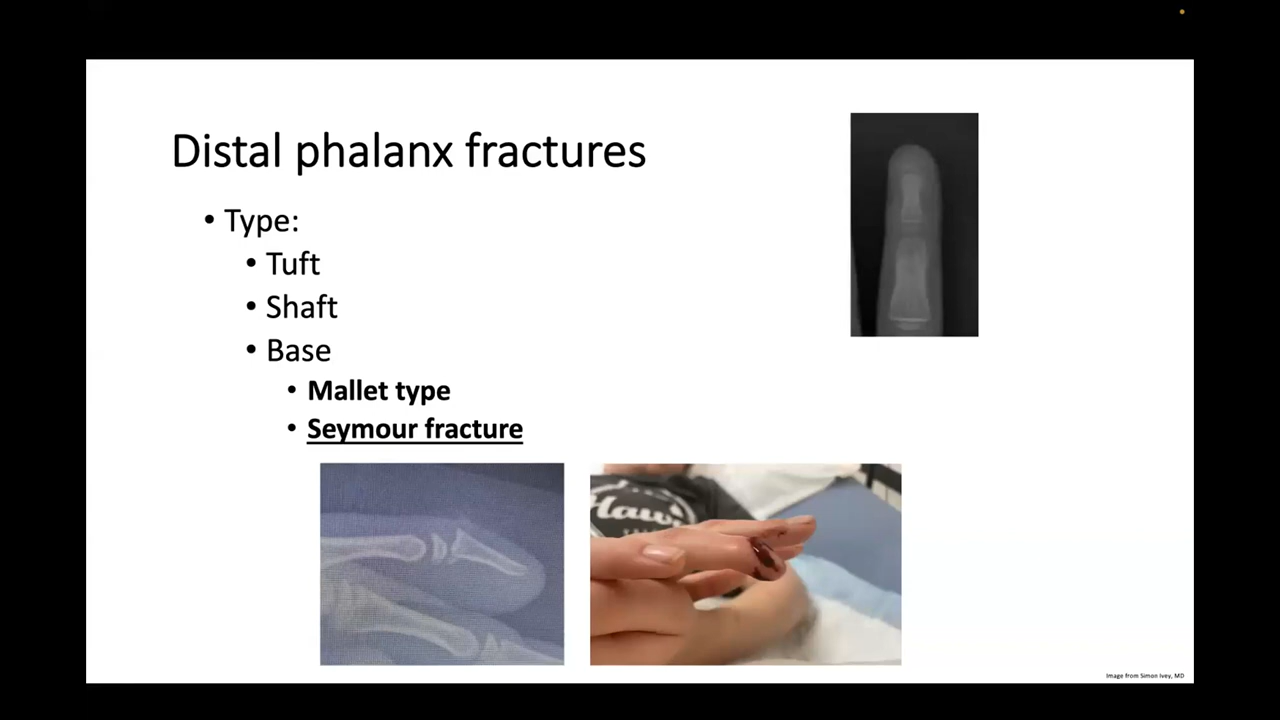 Distal phalanx fractures
• Type:
• Tuft
• Shaft
• Base
• Mallet type
• Seymour fracture
Image from Simon Ivey, MD